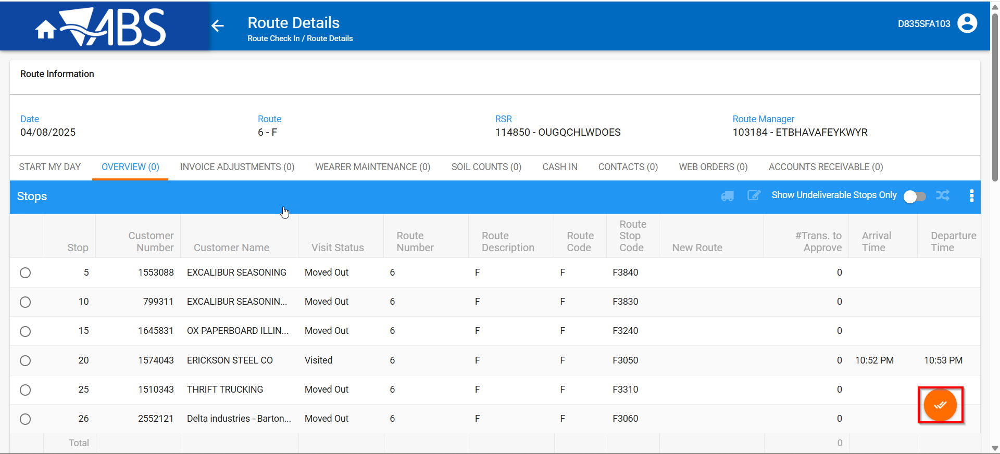 ABS
Route Details
Route Check In / Route Details
D835SFA103
Route Information
Date
04/08/2025
Route
6 - F
RSR
114850 - OUGQCHLWDOES
Route Manager
103184 - ETBHAVAFEYKWYR
START MY DAY OVERVIEW (0) INVOICE ADJUSTMENTS (0) WEARER MAINTENANCE (0) SOIL COUNTS (0) CASH IN CONTACTS (0) WEB ORDERS (0) ACCOUNTS RECEIVABLE (0)
Stops Show Undeliverable Stops Only
Stop Customer Number Customer Name Visit Status Route Number Route Description Route Code Route Stop Code New Route #Trans. to Approve Arrival Time Departure Time
5 1553088 EXCALIBUR SEASONING Moved Out 6 F F F3840 0
10 799311 EXCALIBUR SEASONIN... Moved Out 6 F F F3830 0
15 1645831 OX PAPERBOARD ILLIN... Moved Out 6 F F F3240 0
20 1574043 ERICKSON STEEL CO Visited 6 F F F3050 0 10:52 PM 10:53 PM
25 1510343 THRIFT TRUCKING Moved Out 6 F F F3310 0
26 2552121 Delta industries - Barton... Moved Out 6 F F F3060 0
Total 0